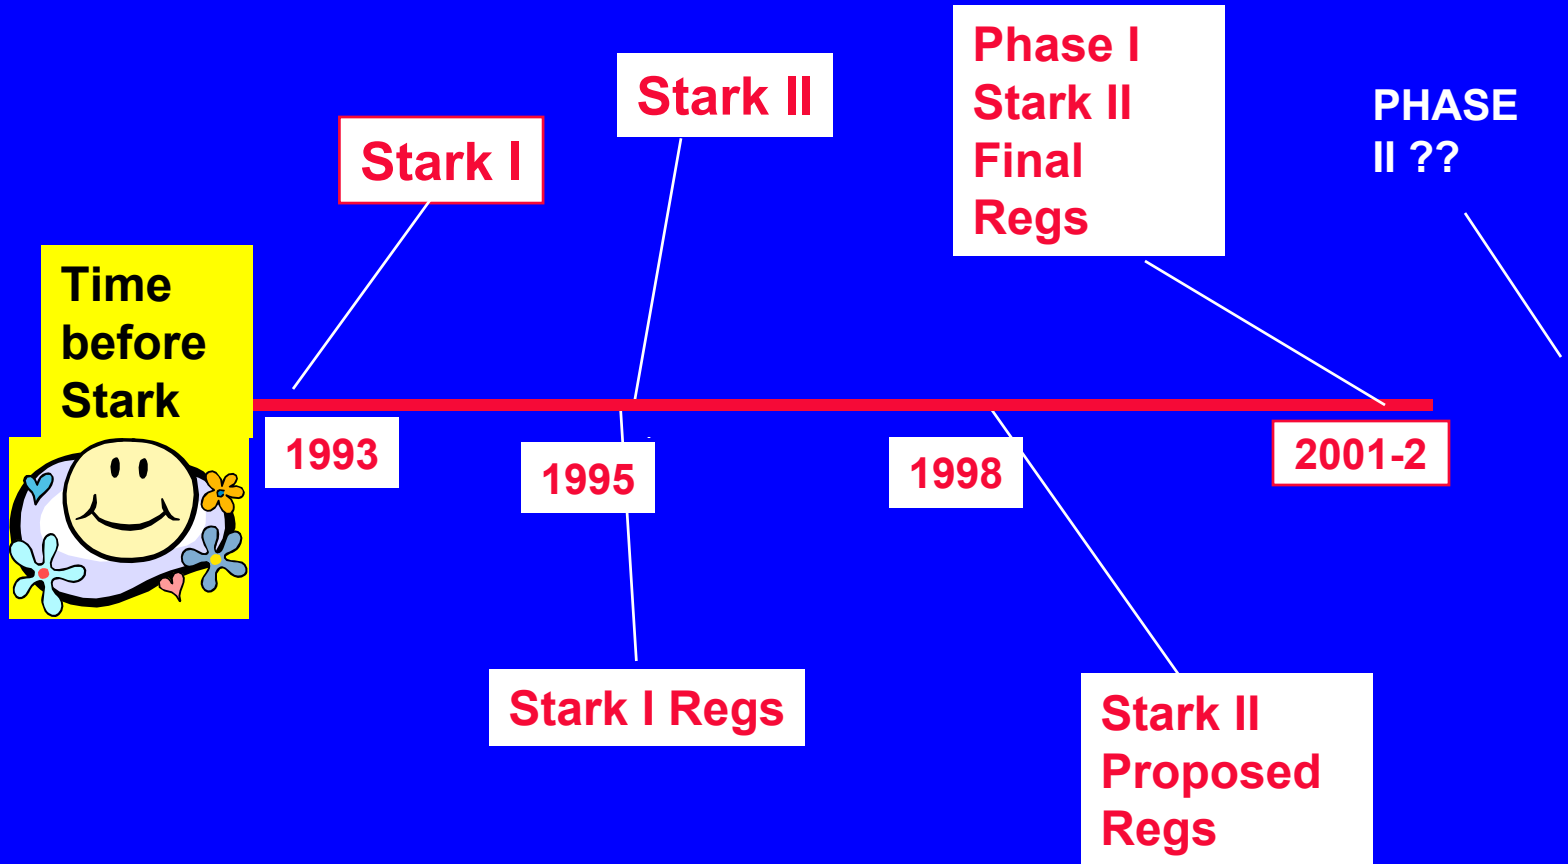 Phase I
Stark II
Final
Regs
Stark II
PHASE
II ??
Stark I
Time
before
Stark
1993
1995
1998
2001-2
Stark I Regs
Stark II
Proposed
Regs